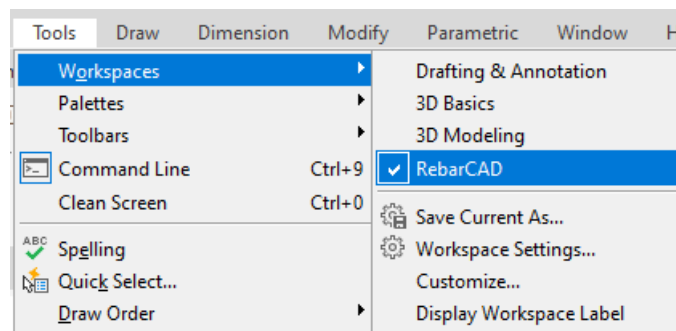 Tools Draw Dimension Modify Parametric Window
Workspaces
Palettes
Toolbars
Command Line Ctrl+9
Clean Screen Ctrl+0
ABC Spelling
Quick Select...
Draw Order
Drafting & Annotation
3D Basics
3D Modeling
RebarCAD
Save Current As...
Workspace Settings...
Customize...
Display Workspace Label